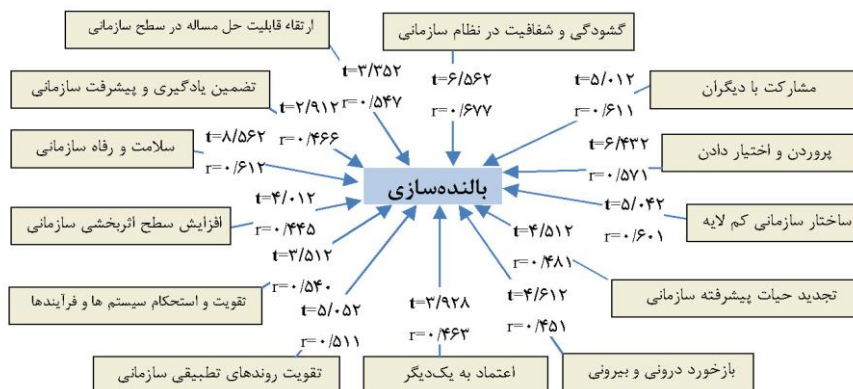 ارتقاء قابلیت حل مساله در سطح سازمانی
t=۳/۳۵۲
r=۰/۵۴۷
گشودگی و شفافیت در نظام سازمانی
t=۶/۵۶۲
r=۰/۶۷۷
مشارکت با دیگران
t=۵/۰۱۲
r=۰/۶۱۱
تضمین یادگیری و پیشرفت سازمانی
t=۲/۹۱۲
r=۰/۴۶۶
پروردن و اختیار دادن
t=۶/۴۳۲
r=۰/۵۷۱
سلامت و رفاه سازمانی
t=۸/۵۶۲
r=۰/۶۱۲
بالنده‌سازی
ساختار سازمانی کم لایه
t=۵/۰۴۲
r=۰/۶۰۱
افزایش سطح اثربخشی سازمانی
t=۴/۰۱۲
r=۰/۴۴۵
تجدید حیات پیشرفته سازمانی
t=۴/۵۱۲
r=۰/۴۸۱
تقویت و استحکام سیستم ها و فرآیندها
t=۳/۵۱۲
r=۰/۵۴۰
بازخورد درونی و بیرونی
t=۴/۶۱۲
r=۰/۴۵۱
اعتماد به یک‌دیگر
t=۳/۹۲۸
r=۰/۴۶۳
تقویت روندهای تطبیقی سازمانی
t=۵/۰۵۲
r=۰/۵۱۱